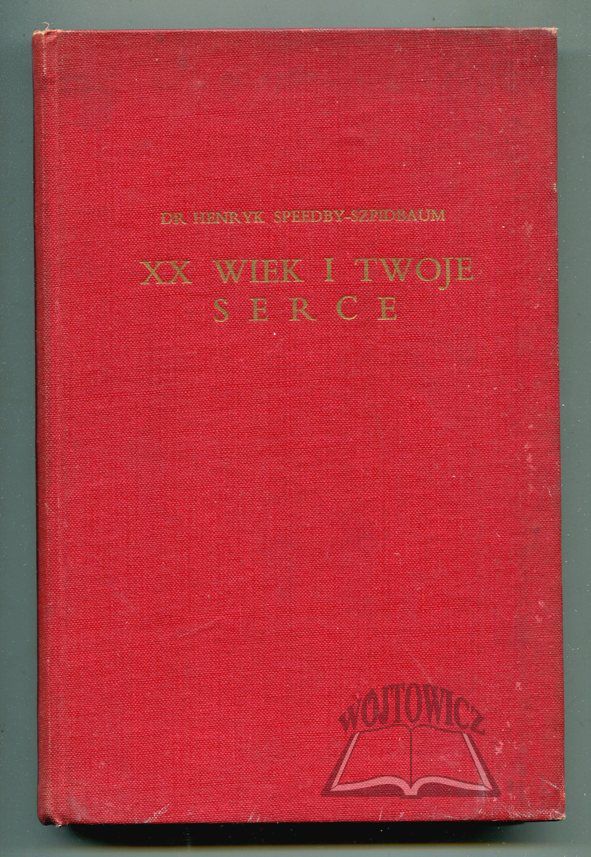 DR HENRYK SPEEDBY-SZPIDBAUM
XX WIEK I TWOJE
SERCE
WÓJTOWICZ